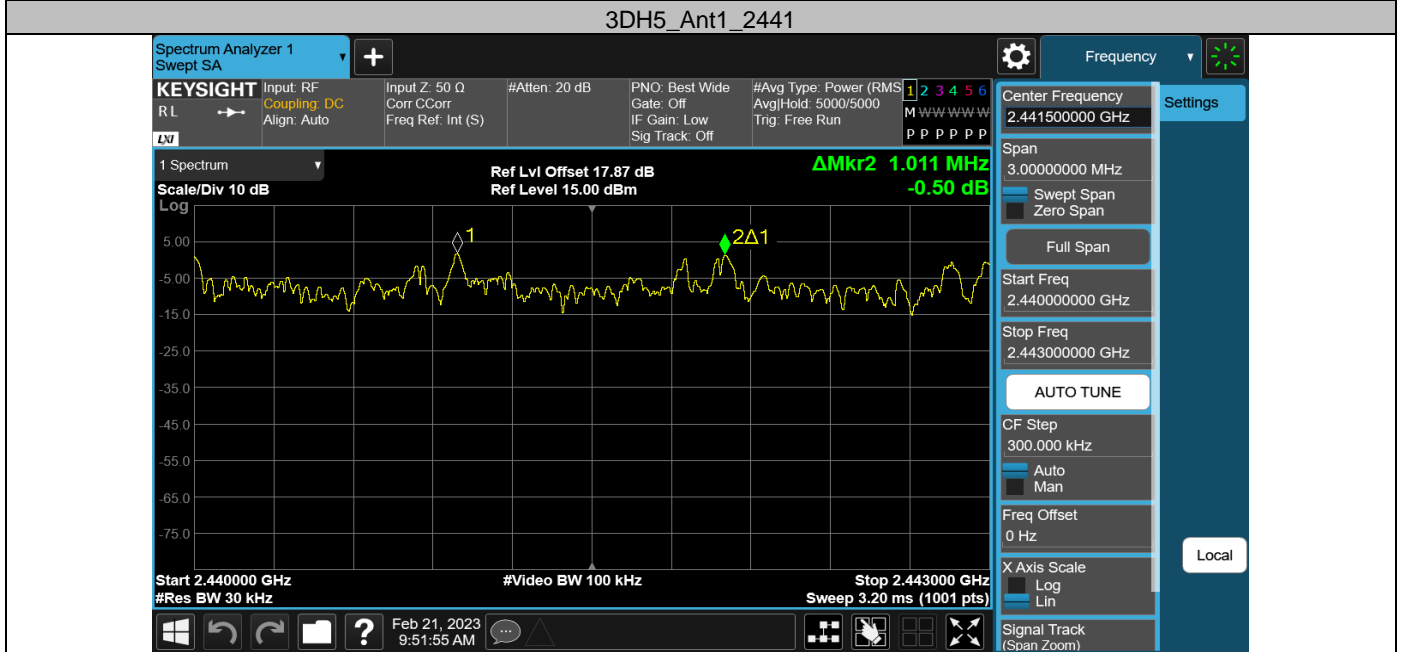 3DH5_Ant1_2441
Spectrum Analyzer 1
Swept SA
+
Frequency
KEYSIGHT
RL
LXI
Input: RF
Coupling: DC
Align: Auto
Input Z: 50 Ω
Corr CCorr
Freq Ref: Int (S)
#Atten: 20 dB
PNO: Best Wide
Gate: Off
IF Gain: Low
Sig Track: Off
#Avg Type: Power (RMS
Avg|Hold: 5000/5000
Trig: Free Run
1 2 3 4 5 6
M W W W W W
P P P P P P
Settings
1 Spectrum
Scale/Div 10 dB
Log
Ref Lvl Offset 17.87 dB
Ref Level 15.00 dBm
ΔMkr2 1.011 MHz
-0.50 dB
1
2Δ1
5.00
-5.00
-15.0
-25.0
-35.0
-45.0
-55.0
-65.0
-75.0
Start 2.440000 GHz
#Res BW 30 kHz
#Video BW 100 kHz
Stop 2.443000 GHz
Sweep 3.20 ms (1001 pts)
Center Frequency
2.441500000 GHz
Span
3.00000000 MHz
Swept Span
Zero Span
Full Span
Start Freq
2.440000000 GHz
Stop Freq
2.443000000 GHz
AUTO TUNE
CF Step
300.000 kHz
Auto
Man
Freq Offset
0 Hz
X Axis Scale
Log
Lin
Signal Track
(Span Zoom)
Local
?
Feb 21, 2023
9:51:55 AM